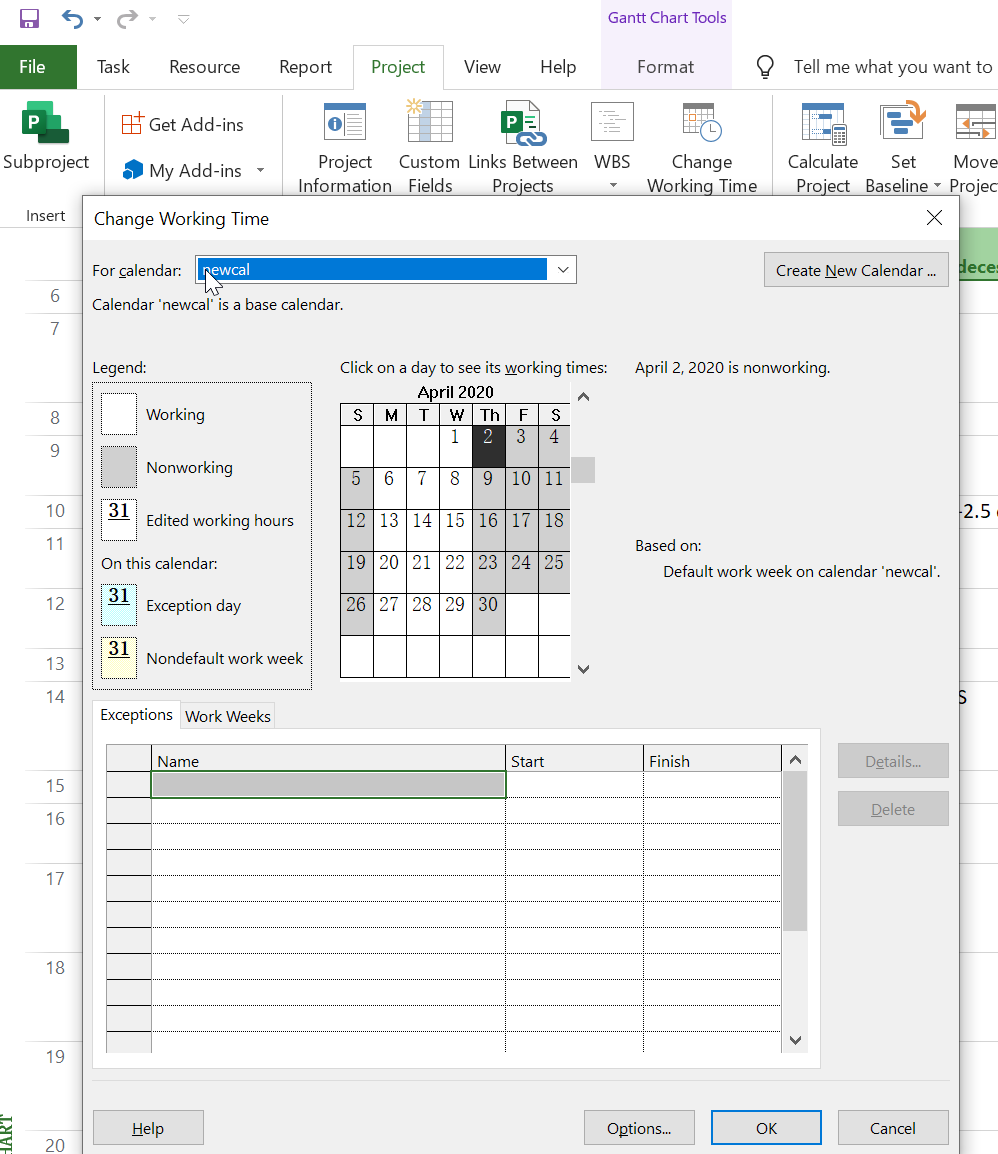 Gantt Chart Tools
File Task Resource Report Project View Help Format Tell me what you want to
Subproject
Get Add-ins
My Add-ins
Project Information
Custom Fields
Links Between Projects
WBS
Change Working Time
Calculate Project
Set Baseline
Move
Insert
Change Working Time
For calendar: newcal
Create New Calendar ...
Calendar 'newcal' is a base calendar.
Legend:
Working
Nonworking
31 Edited working hours
On this calendar:
31 Exception day
31 Nondefault work week
Click on a day to see its working times:
April 2020
S M T W Th F S
1 2 3 4
5 6 7 8 9 10 11
12 13 14 15 16 17 18
19 20 21 22 23 24 25
26 27 28 29 30
April 2, 2020 is nonworking.
Based on:
Default work week on calendar 'newcal'.
Exceptions Work Weeks
Name Start Finish
Details...
Delete
Help
Options...
OK
Cancel
6
7
8
9
10
11
12
13
14
15
16
17
18
19
20
-2.5
S